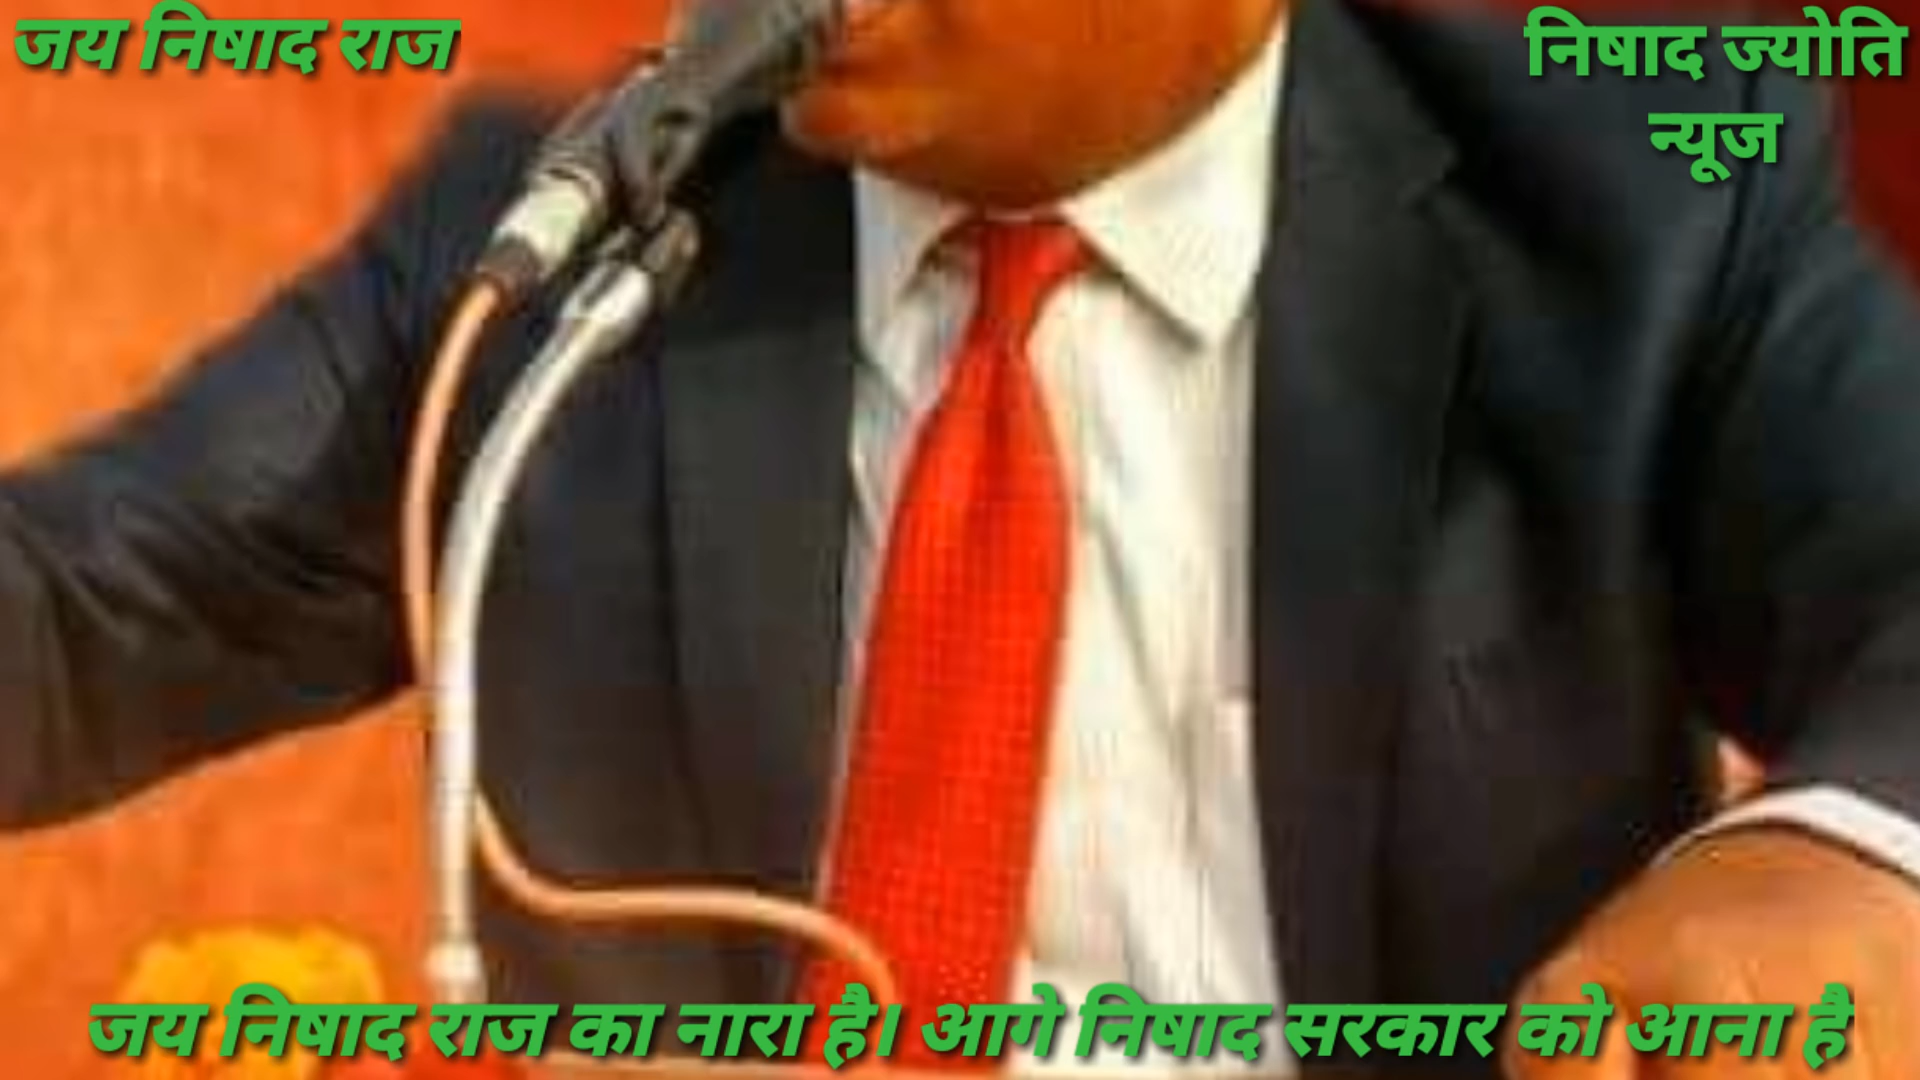 जय निषाद राज
निषाद ज्योति
न्यूज
जय निषाद राज का नारा है। आगे निषाद सरकार को आना है